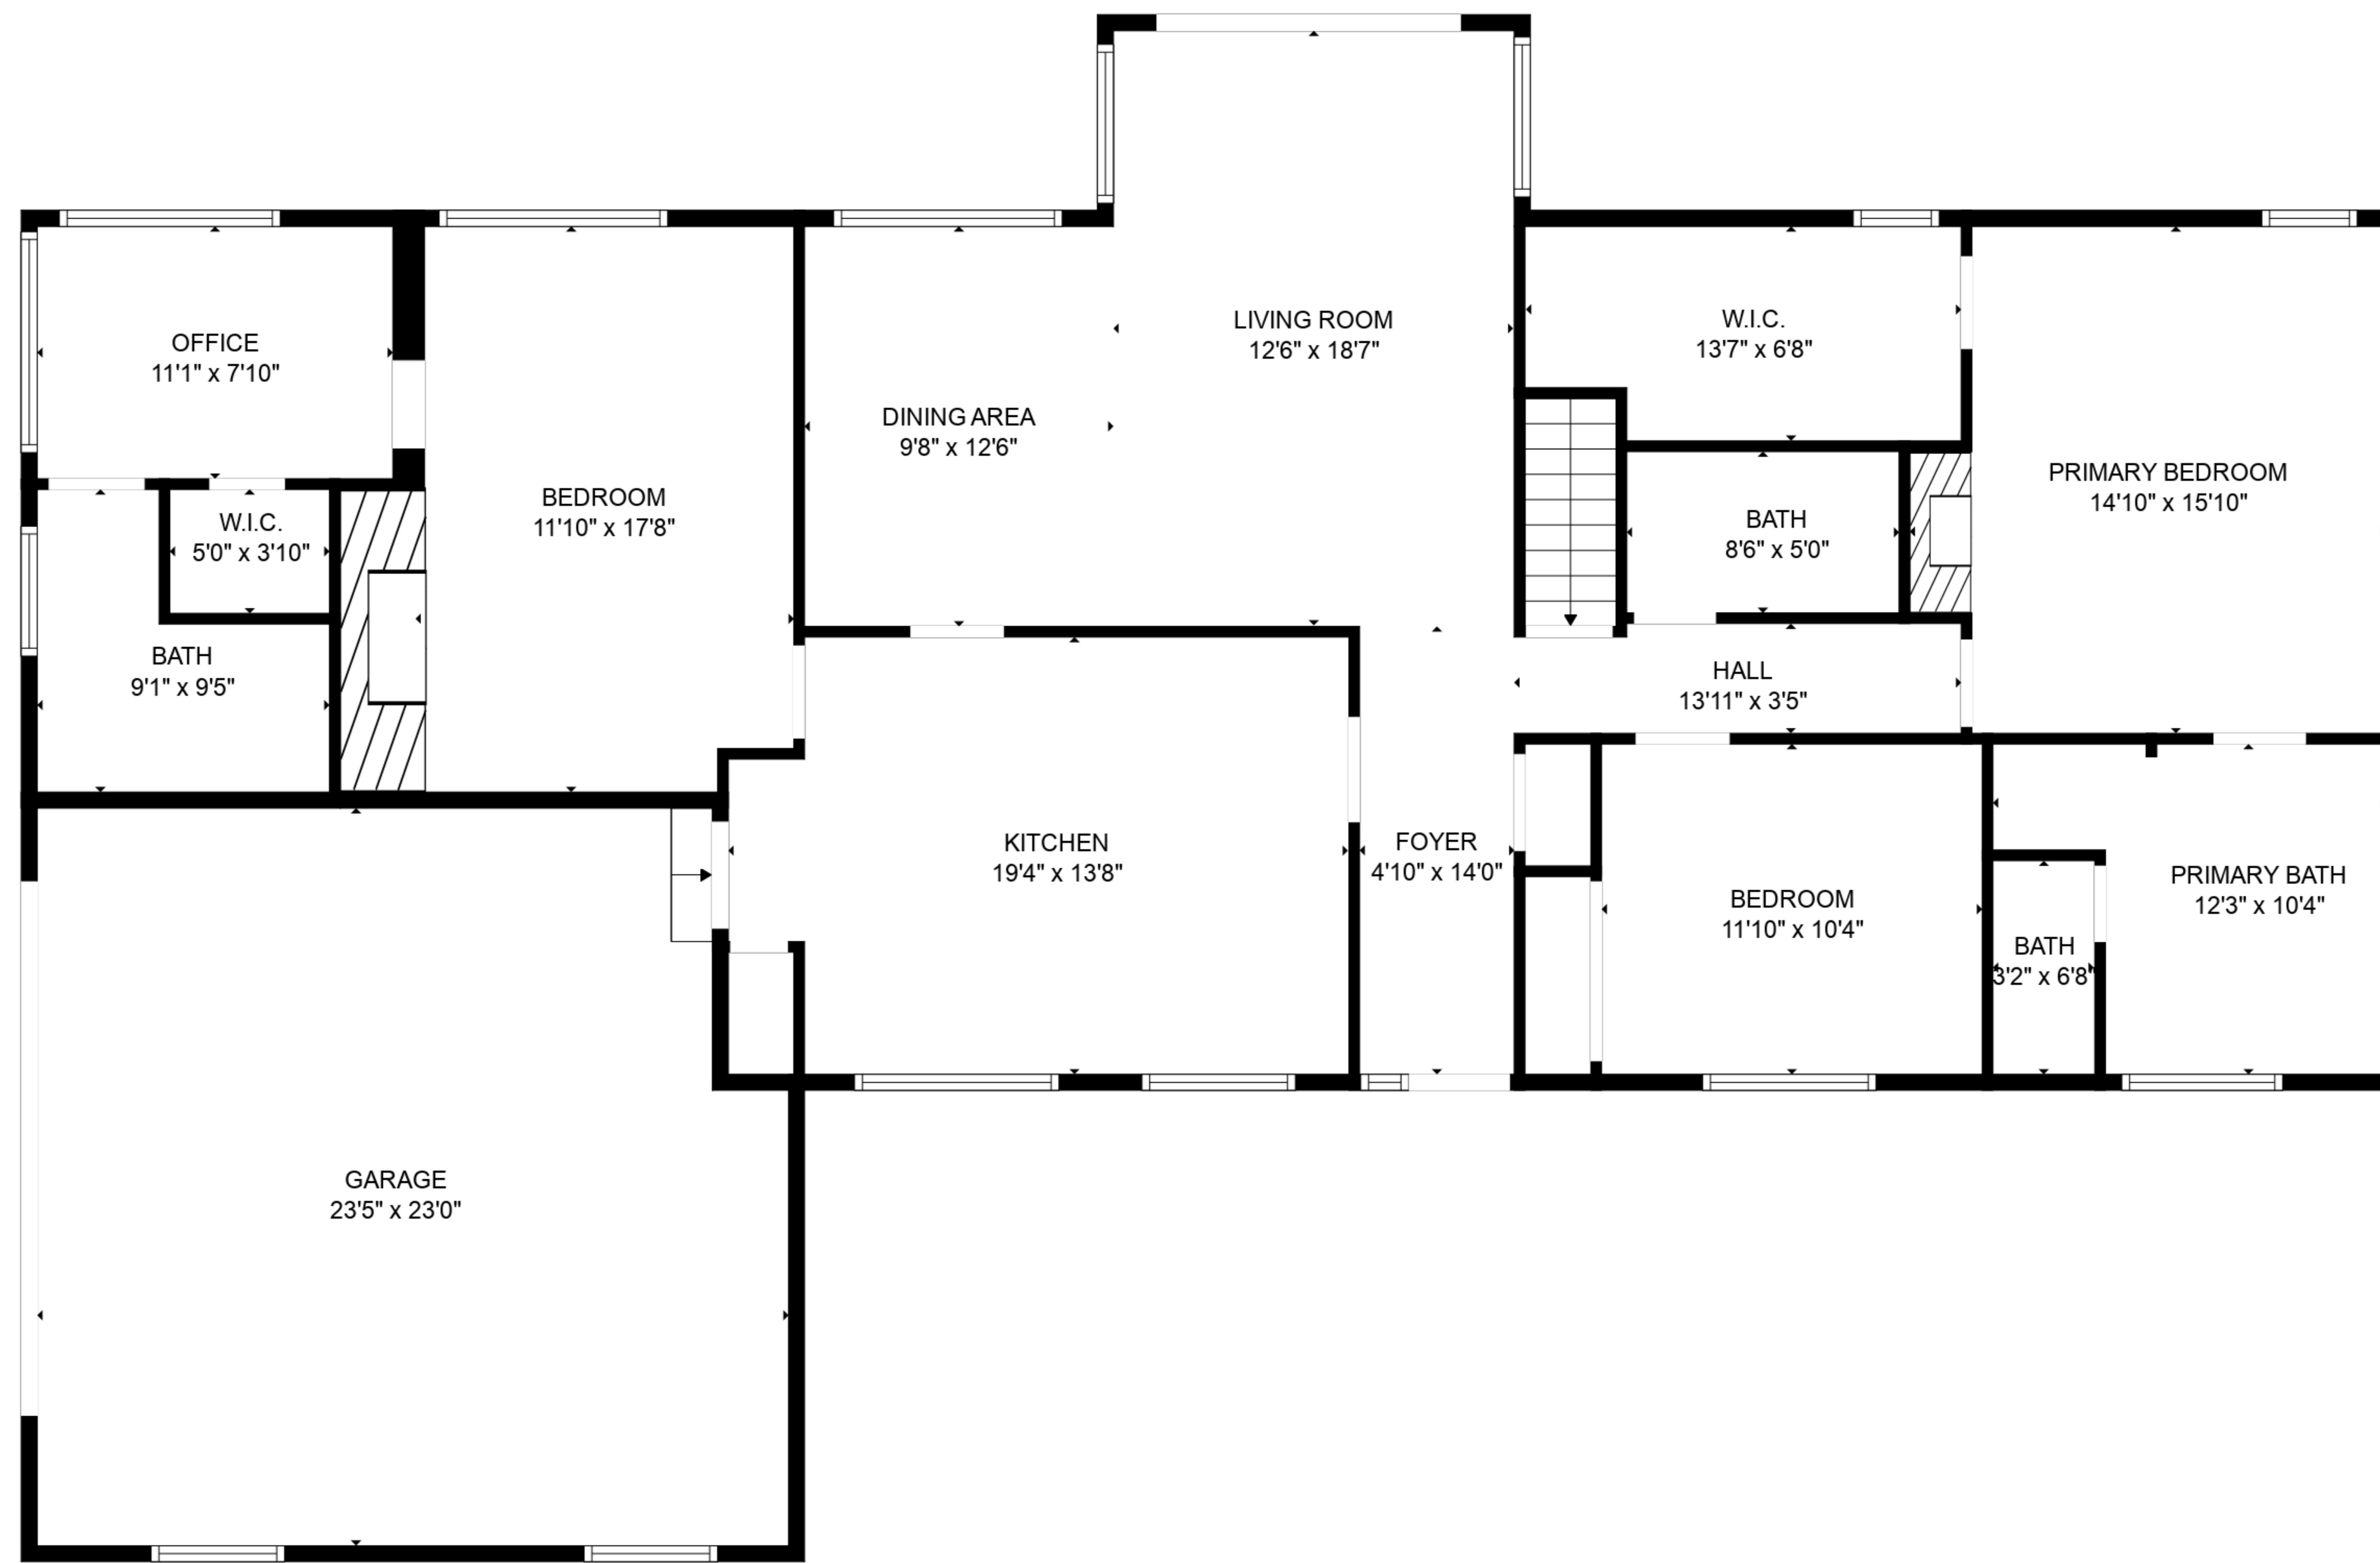 LIVING ROOM
12'6" x 18'7"
W.I.C.
13'7" x 6'8"
OFFICE
11'1" x 7'10"
DINING AREA
9'8" x 12'6"
PRIMARY BEDROOM
14'10" x 15'10"
BEDROOM
11'10" x 17'8"
W.I.C.
5'0" x 3'10"
BATH
8'6" x 5'0"
BATH
9'1" x 9'5"
HALL
13'11" x 3'5"
KITCHEN
19'4" x 13'8"
FOYER
4'10" x 14'0"
PRIMARY BATH
12'3" x 10'4"
BEDROOM
11'10" x 10'4"
BATH
3'2" x 6'8"
GARAGE
23'5" x 23'0"